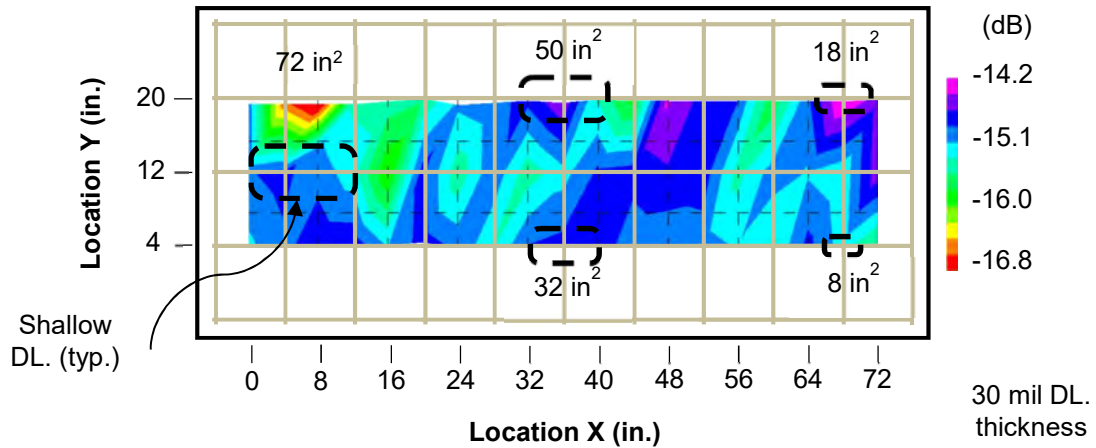 (dB)
72 in²
50 in²
18 in²
-14.2
-15.1
-16.0
-16.8
20
12
4
Location Y (in.)
32 in²
8 in²
Shallow
DL. (typ.)
0 8 16 24 32 40 48 56 64 72
Location X (in.)
30 mil DL.
thickness